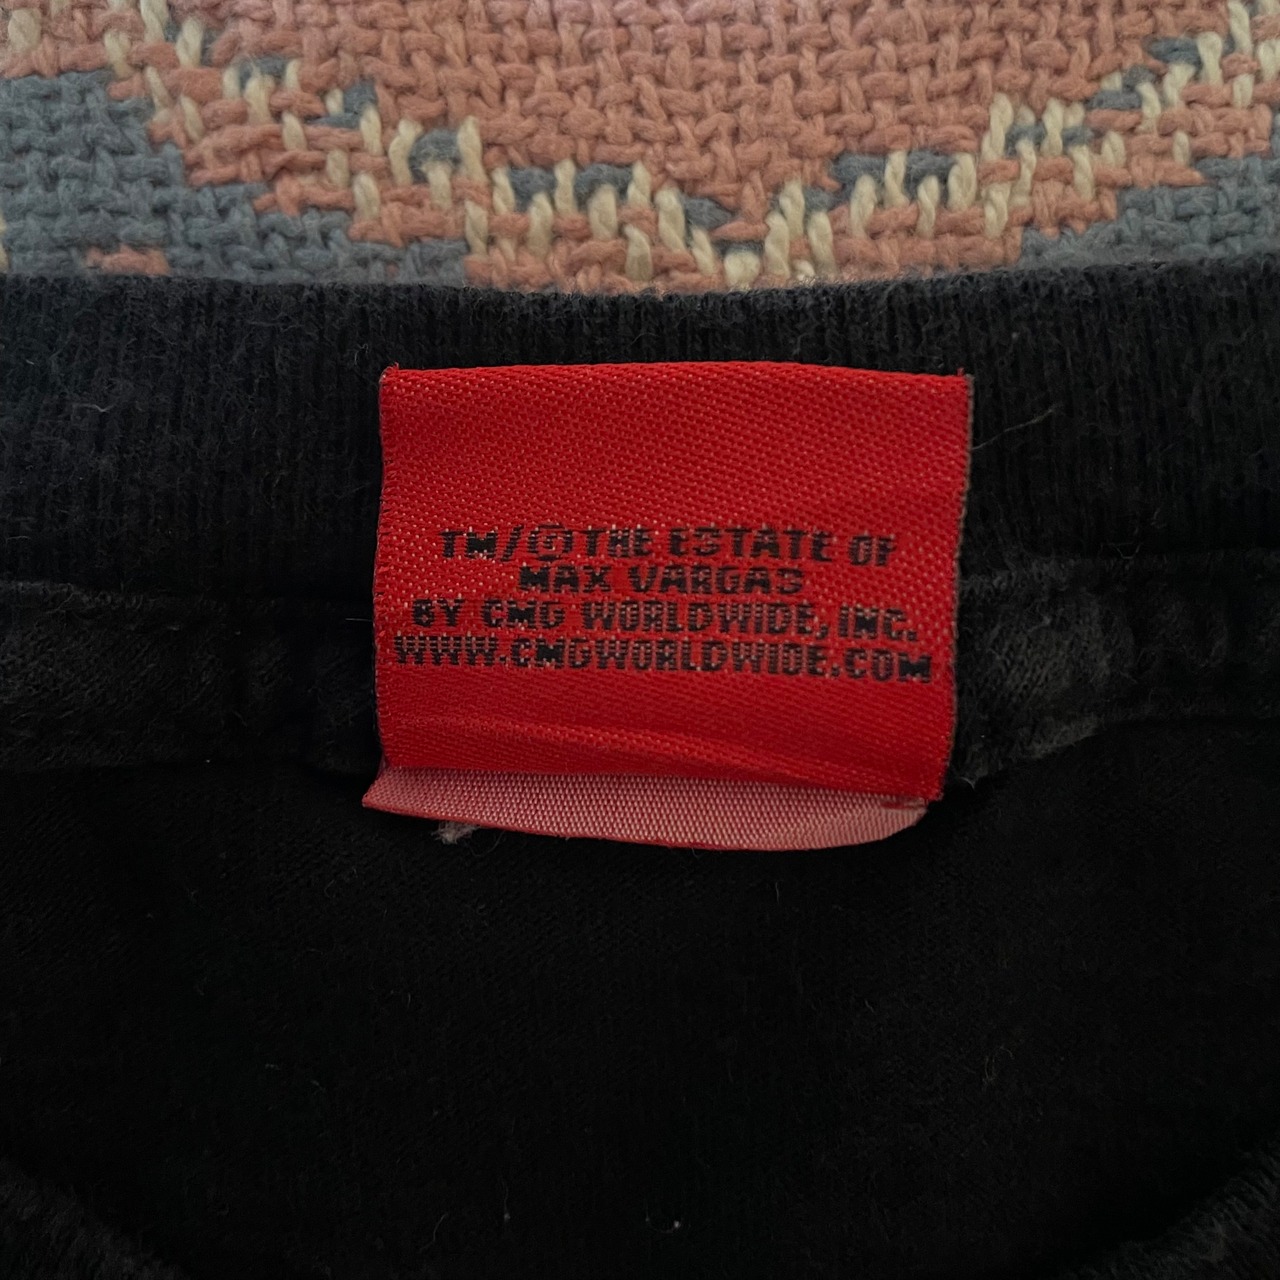 TM/©THE ESTATE OF
MAX VARGAS
BY CMG WORLDWIDE, INC.
WWW.CMGWORLDWIDE.COM